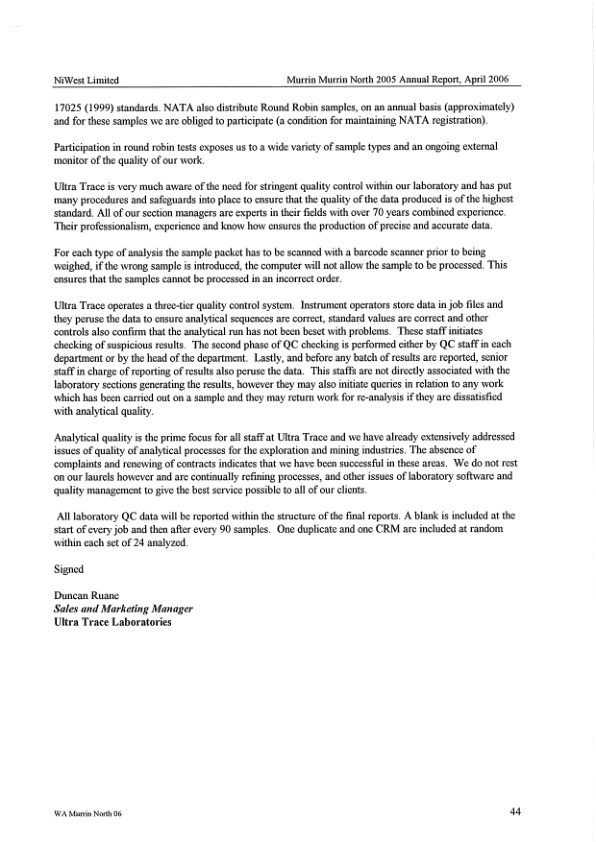 NiWest Limited Murrin Murrin North 2005 Annual Report, April 2006
17025 (1999) standards. NATA also distribute Round Robin samples, on an annual basis (approximately)
and for these samples we are obliged to participate (a condition for maintaining NATA registration).
Participation in round robin tests exposes us to a wide variety of sample types and an ongoing external
monitor of the quality of our work.
Ultra Trace is very much aware of the need for stringent quality control within our laboratory and has put
many procedures and safeguards into place to ensure that the quality of the data produced is of the highest
standard. All of our section managers are experts in their fields with over 70 years combined experience.
Their professionalism, experience and know how ensures the production of precise and accurate data.
For each type of analysis the sample packet has to be scanned with a barcode scanner prior to being
weighed, if the wrong sample is introduced, the computer will not allow the sample to be processed. This
ensures that the samples cannot be processed in an incorrect order.
Ultra Trace operates a three-tier quality control system. Instrument operators store data in job files and
they peruse the data to ensure analytical sequences are correct, standard values are correct and other
controls also confirm that the analytical run has not been beset with problems. These staff initiates
checking of suspicious results. The second phase of QC checking is performed either by QC staff in each
department or by the head of the department. Lastly, and before any batch of results are reported, senior
staff in charge of reporting of results also peruse the data. This staffs are not directly associated with the
laboratory sections generating the results, however they may also initiate queries in relation to any work
which has been carried out on a sample and they may return work for re-analysis if they are dissatisfied
with analytical quality.
Analytical quality is the prime focus for all staff at Ultra Trace and we have already extensively addressed
issues of quality of analytical processes for the exploration and mining industries. The absence of
complaints and renewing of contracts indicates that we have been successful in these areas. We do not rest
on our laurels however and are continually refining processes, and other issues of laboratory software and
quality management to give the best service possible to all of our clients.
All laboratory QC data will be reported within the structure of the final reports. A blank is included at the
start of every job and then after every 90 samples. One duplicate and one CRM are included at random
within each set of 24 analyzed.
Signed
Duncan Ruane
Sales and Marketing Manager
Ultra Trace Laboratories
WA Murrin North 06 44